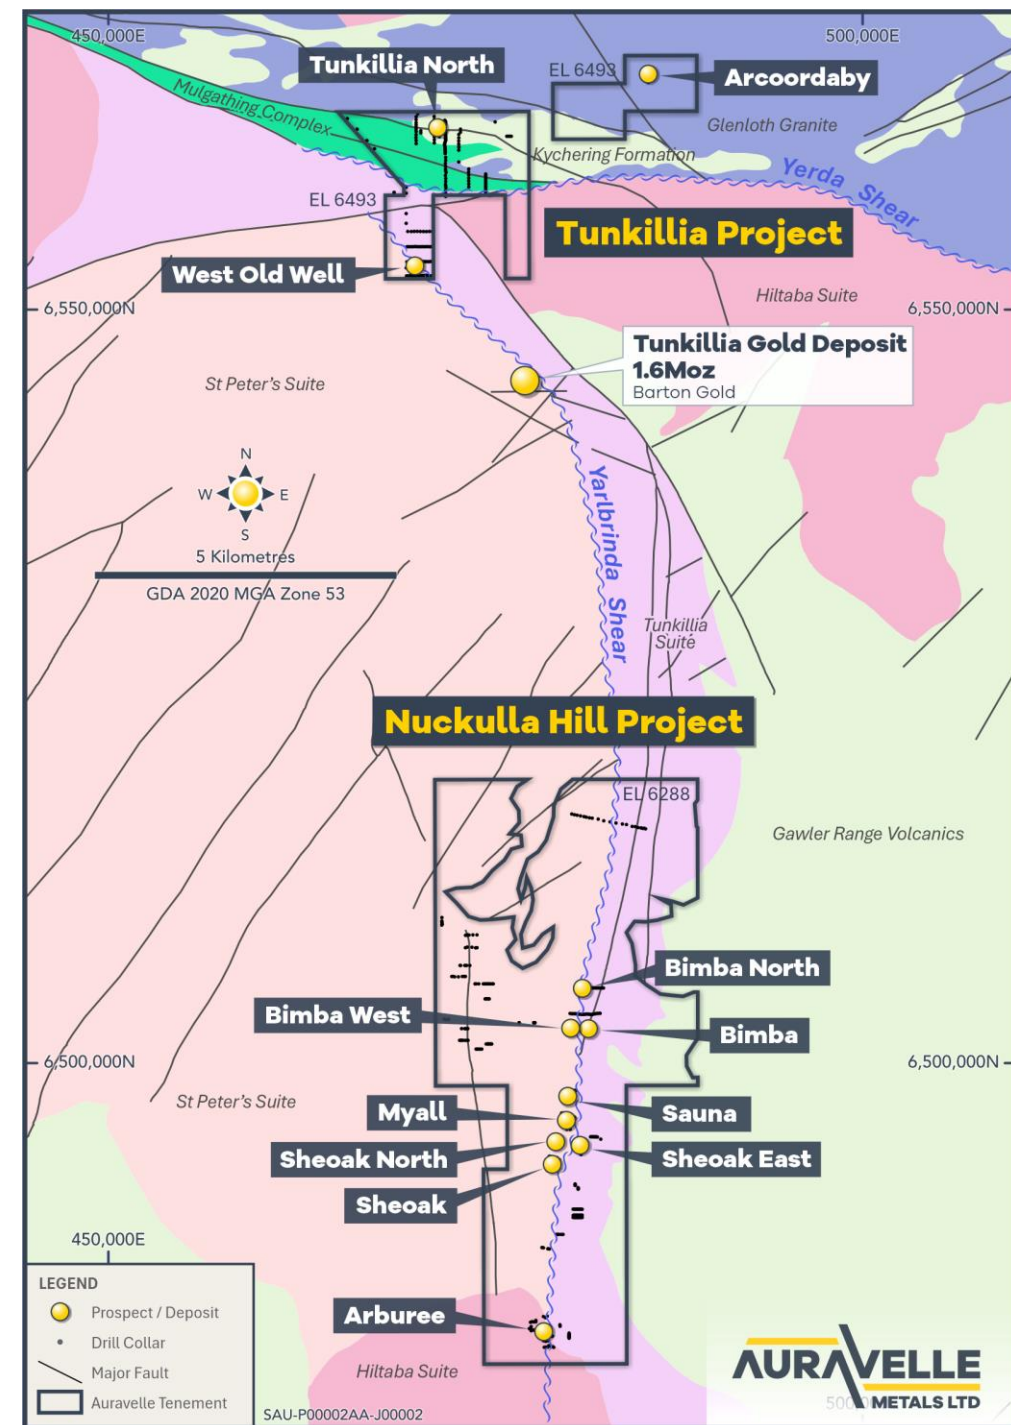 450,000E
500,000E
Tunkillia North
EL 6493
Arcoordaby
Mulgathing Complex
Glenloth Granite
Kychering Formation
Yerda Shear
EL 6493
Tunkillia Project
West Old Well
Hiltaba Suite
6,550,000N
6,550,000N
Tunkillia Gold Deposit
1.6Moz
Barton Gold
St Peter's Suite
N
W
E
S
5 Kilometres
GDA 2020 MGA Zone 53
Yarlbrinda Shear
Tunkillia
Suite
Nuckulla Hill Project
EL 6288
Gawler Range Volcanics
Bimba North
Bimba West
Bimba
6,500,000N
6,500,000N
St Peter's Suite
Myall
Sauna
Sheoak North
Sheoak East
Sheoak
450,000E
LEGEND
Prospect / Deposit
Drill Collar
Major Fault
Auravelle Tenement
Arburee
Hiltaba Suite
SAU-P00002AA-J00002
AURAVELLE
METALS LTD